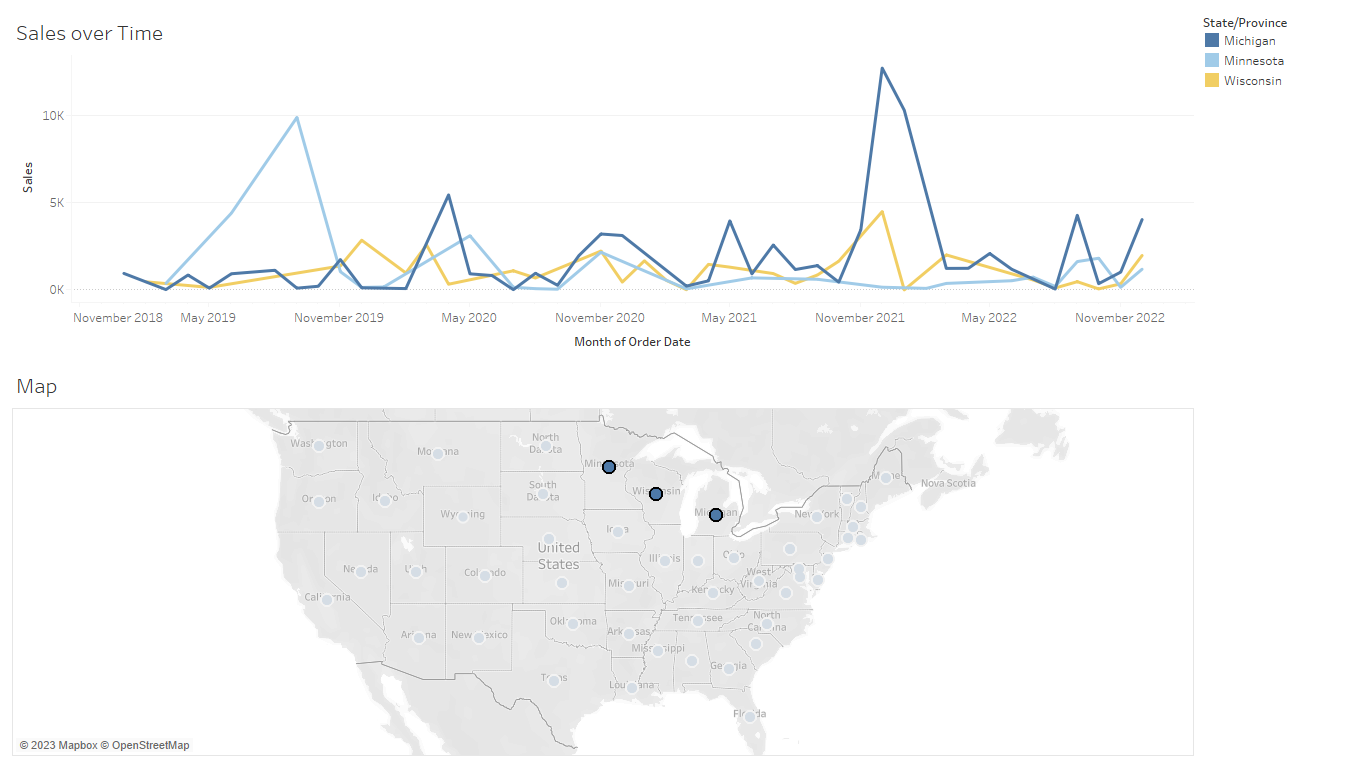 Sales over Time
State/Province
Michigan
Minnesota
Wisconsin
10K
5K
0K
Sales
November 2018
May 2019
November 2019
May 2020
November 2020
May 2021
November 2021
May 2022
November 2022
Month of Order Date
Map
Washington
Montana
North
Dakota
Minnesota
Oregon
Idaho
South
Dakota
Wisconsin
Michigan
Maine
Nova Scotia
Wyoming
New York
Iowa
United
States
Illinois
Ohio
Nevada
Utah
Colorado
Missouri
West
Virginia
Kentucky
California
Arizona
New Mexico
Oklahoma
Arkansas
Tennessee
North
Carolina
Mississippi
Georgia
Texas
Louisiana
Florida
© 2023 Mapbox © OpenStreetMap